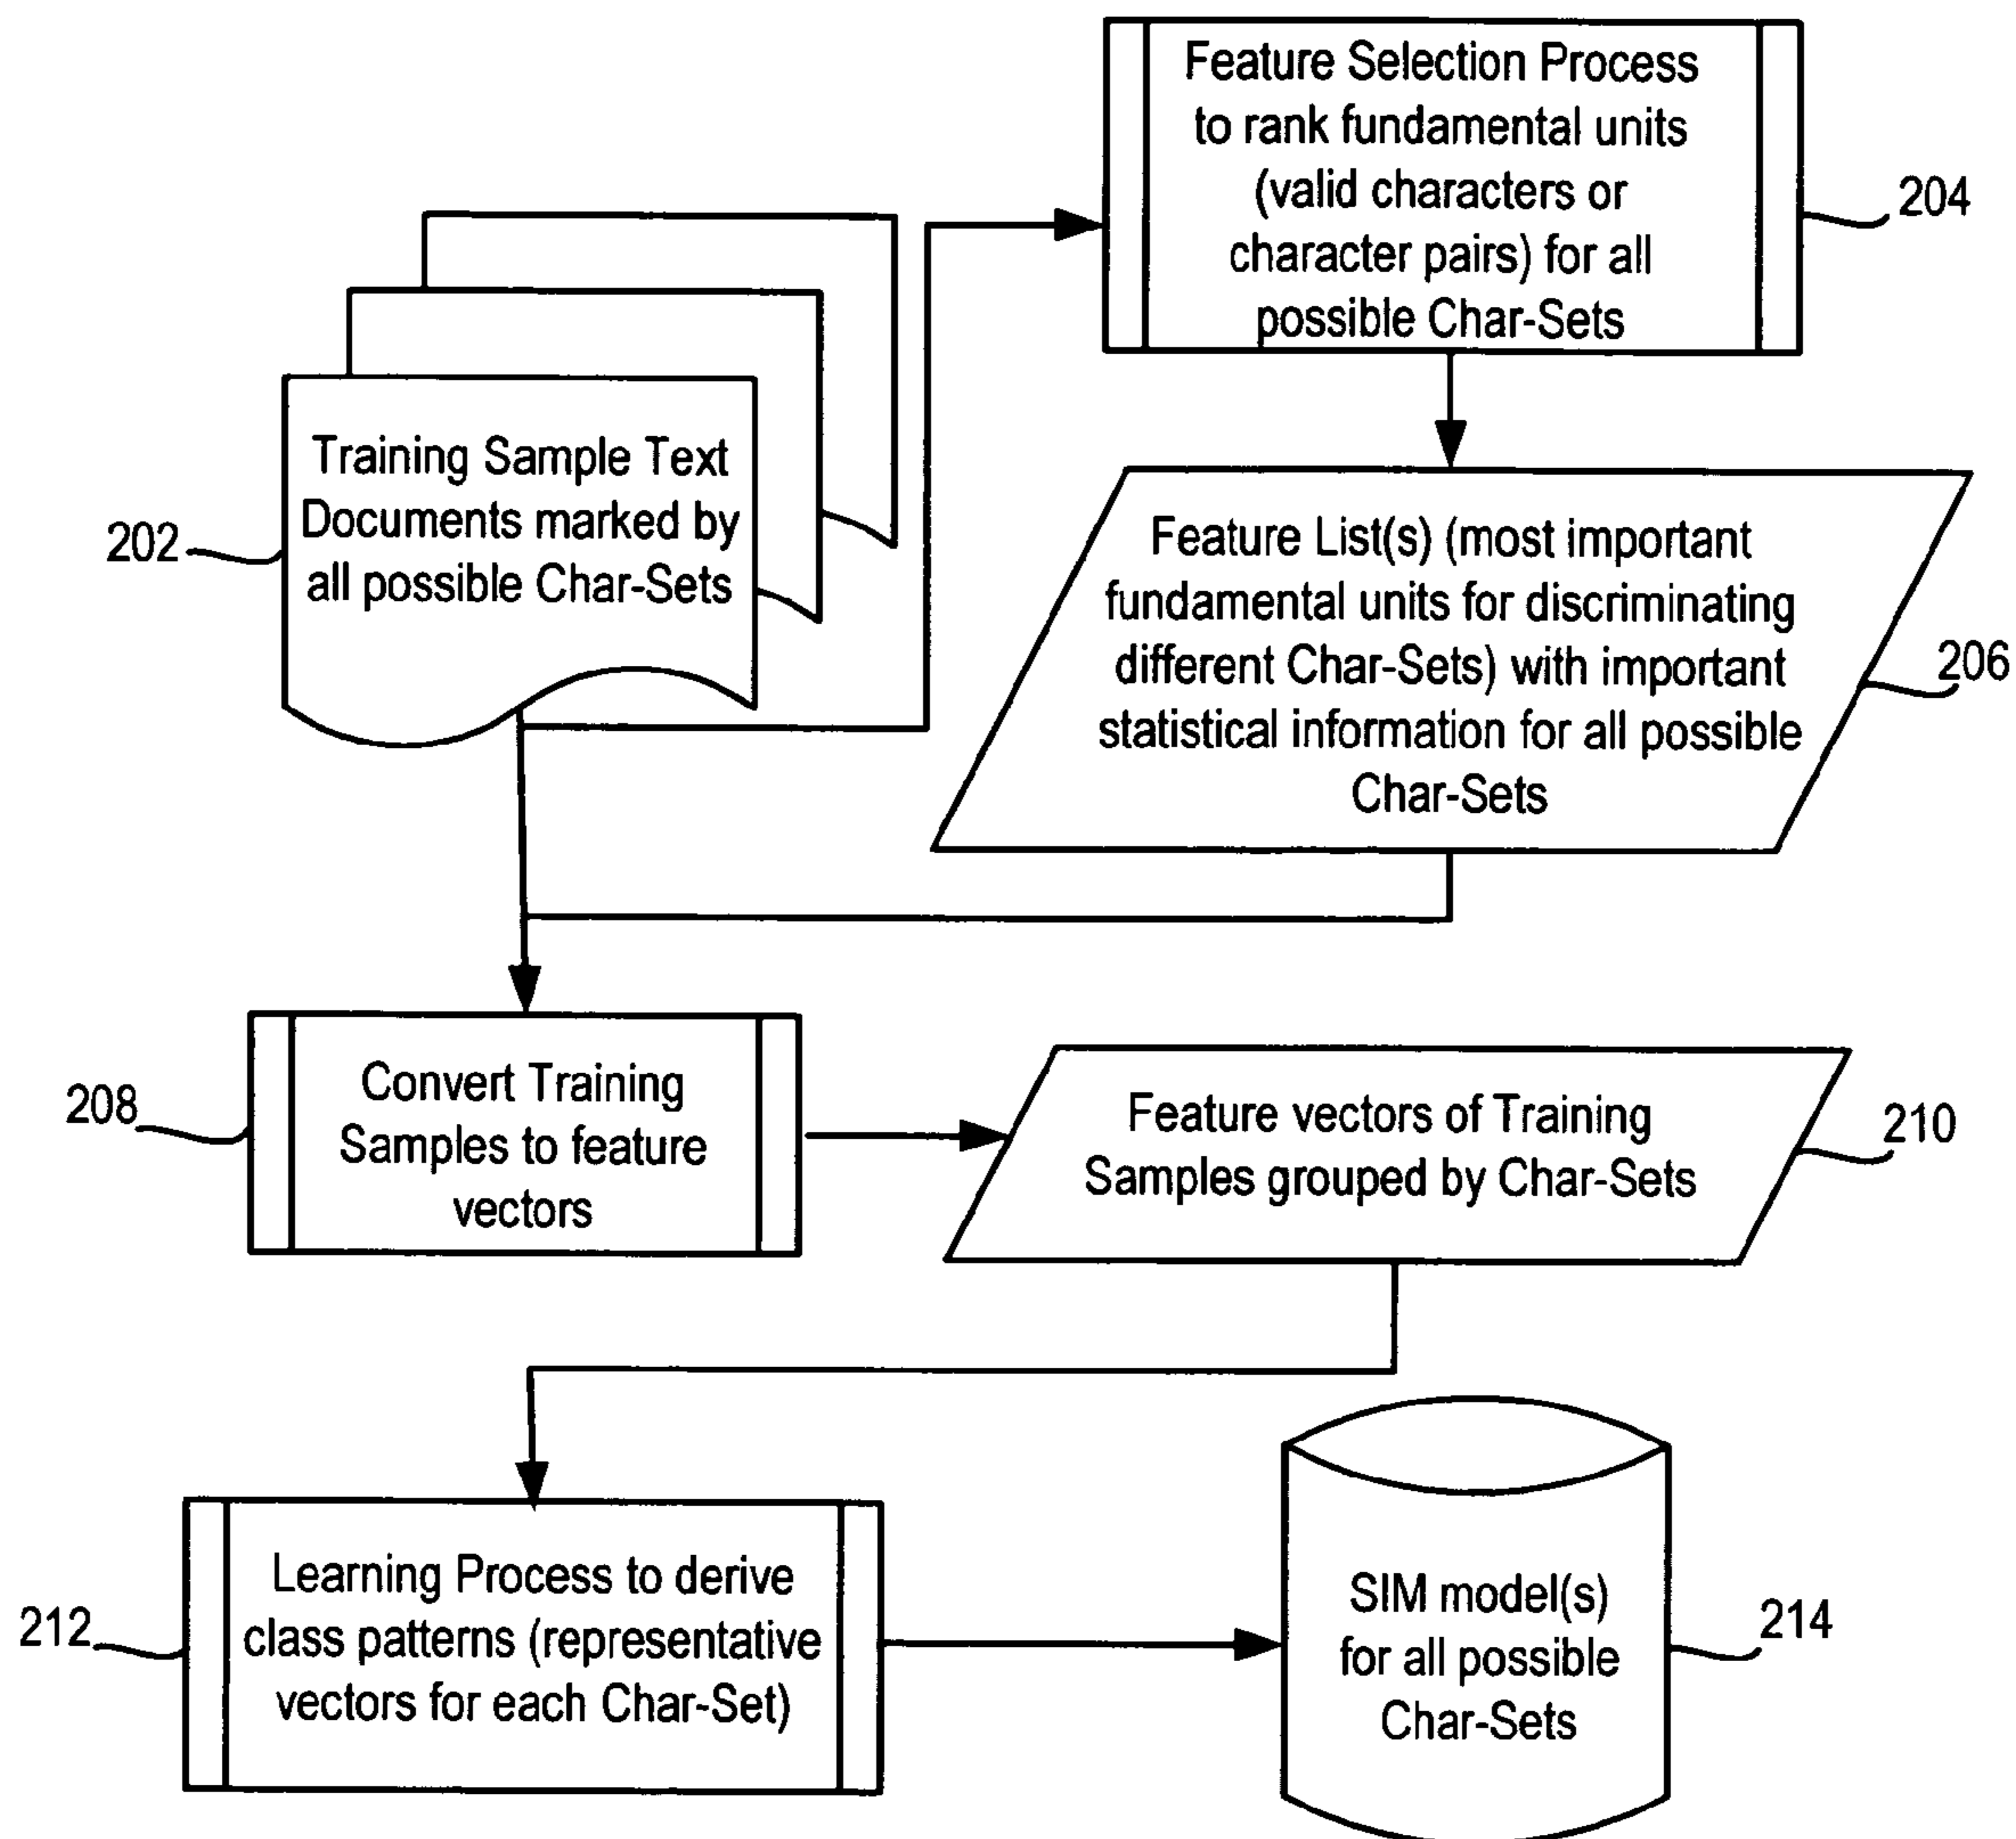 Feature Selection Process
to rank fundamental units
(valid characters or
character pairs) for all
possible Char-Sets
204
Training Sample Text
Documents marked by
all possible Char-Sets
202
Feature List(s) (most important
fundamental units for discriminating
different Char-Sets) with important
statistical information for all possible
Char-Sets
206
Convert Training
Samples to feature
vectors
208
Feature vectors of Training
Samples grouped by Char-Sets
210
Learning Process to derive
class patterns (representative
vectors for each Char-Set)
212
SIM model(s)
for all possible
Char-Sets
214